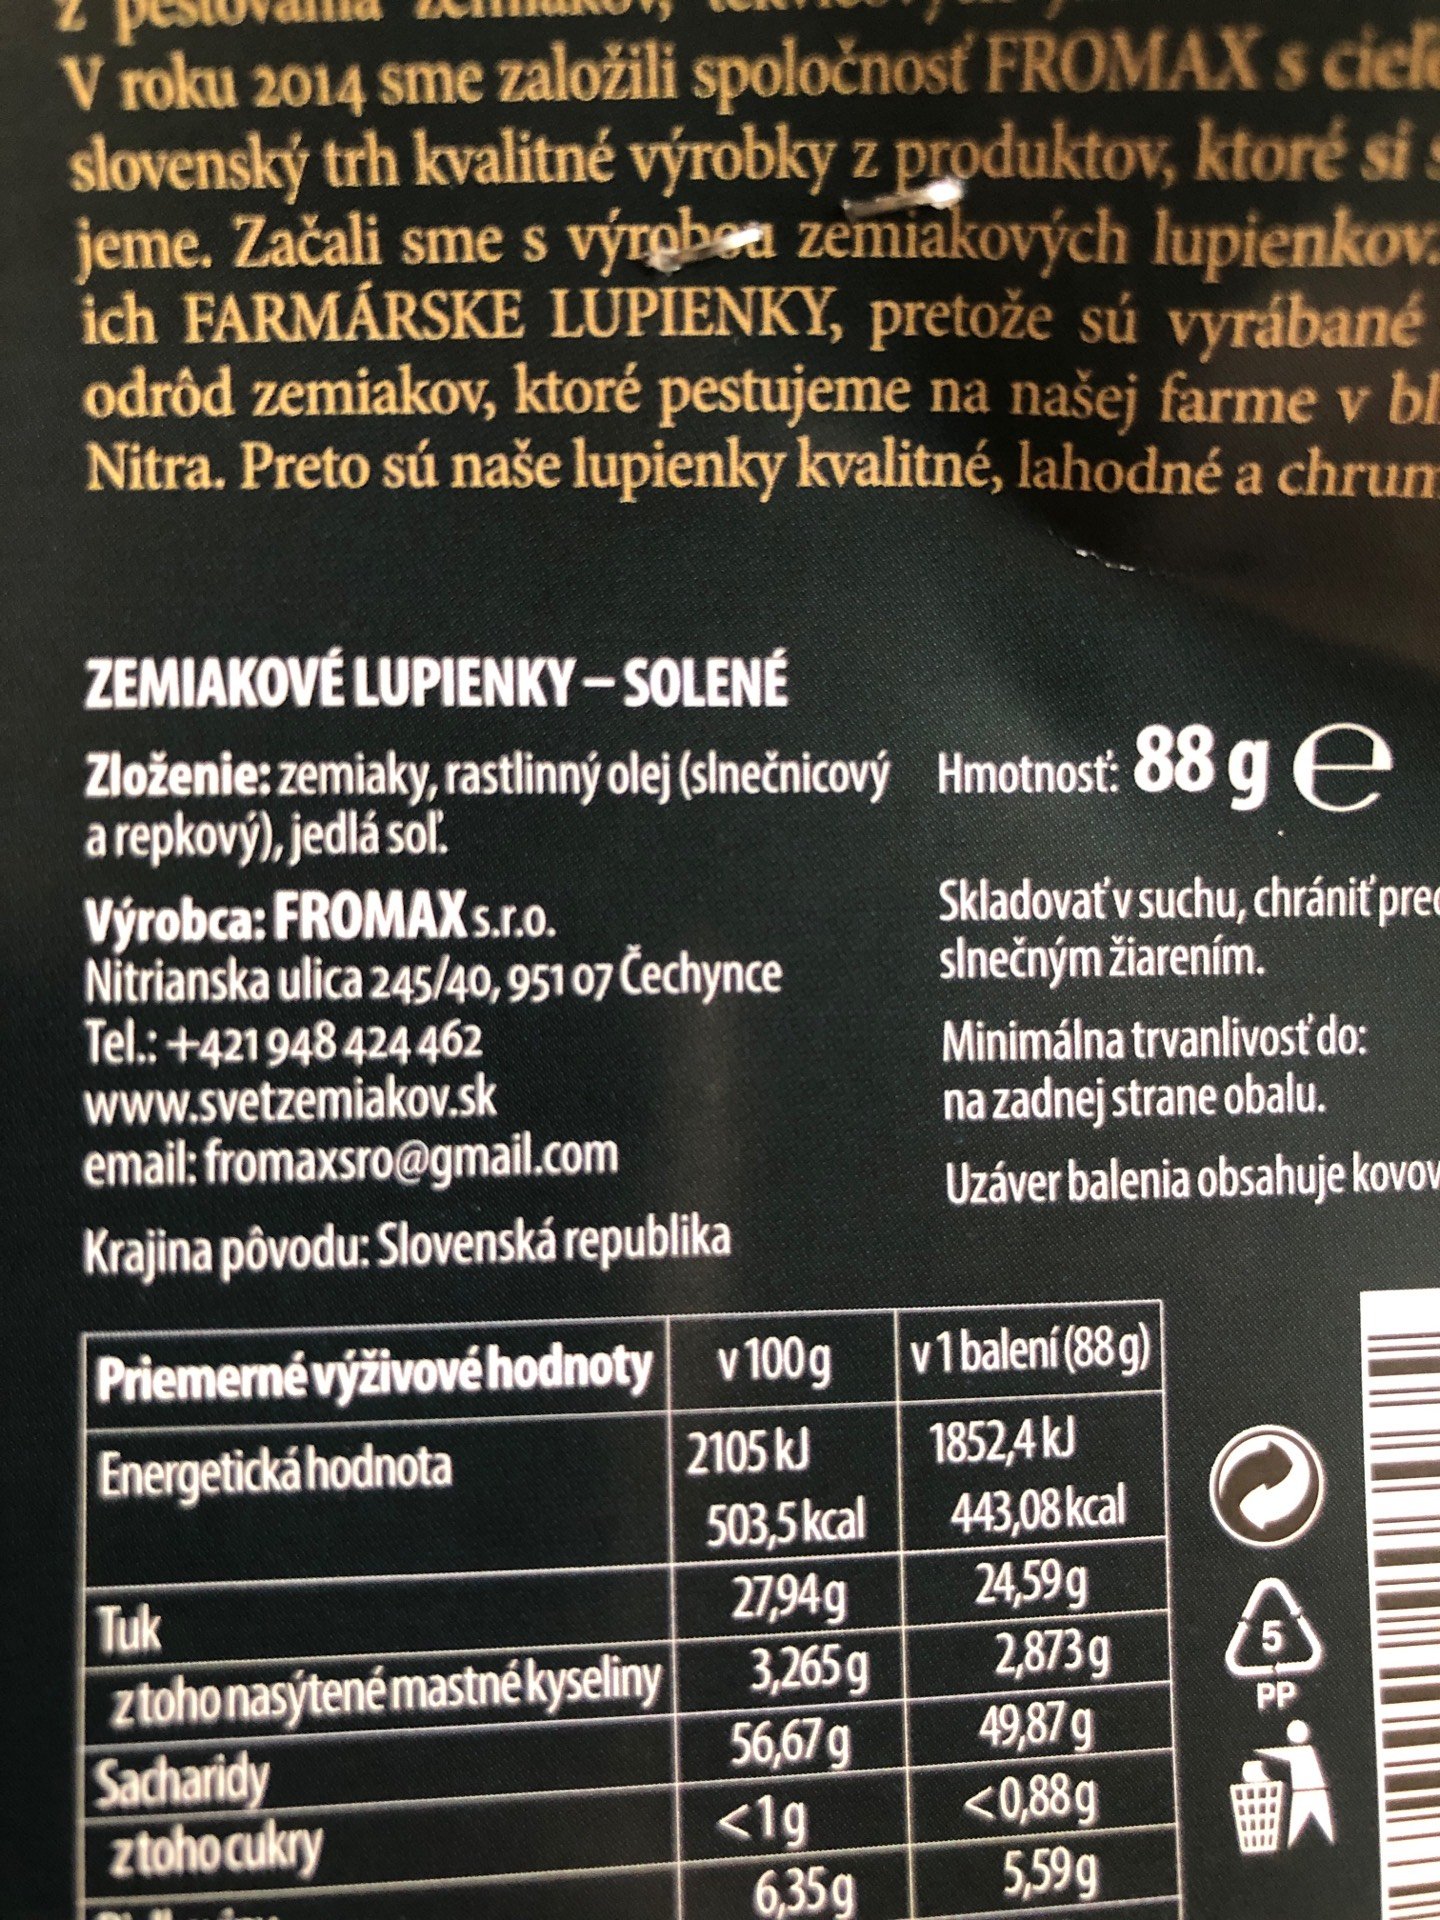 z pestovania zemiakov,
V roku 2014 sme založili spoločnosť FROMAX s cieľo
slovenský trh kvalitné výrobky z produktov, ktoré si s
jeme. Začali sme s výrobou zemiakových lupienkov.
ich FARMÁRSKE LUPIENKY, pretože sú vyrábané
odrôd zemiakov, ktoré pestujeme na našej farme v bl
Nitra. Preto sú naše lupienky kvalitné, lahodné a chrum
ZEMIAKOVÉ LUPIENKY – SOLENÉ
Zloženie: zemiaky, rastlinný olej (slnečnicový
a repkový), jedlá soľ.
Výrobca: FROMAX s.r.o.
Nitrianska ulica 245/40, 951 07 Čechynce
Tel.: +421 948 424 462
www.svetzemiakov.sk
email: fromaxsro@gmail.com
Krajina pôvodu: Slovenská republika
Hmotnosť: 88 g ℮
Skladovať v suchu, chrániť pred
slnečným žiarením.
Minimálna trvanlivosť do:
na zadnej strane obalu.
Uzáver balenia obsahuje kovov
Priemerné výživové hodnoty v 100 g v 1 balení (88 g)
Energetická hodnota 2105 kJ 1852,4 kJ
503,5 kcal 443,08 kcal
Tuk 27,94 g 24,59 g
z toho nasýtené mastné kyseliny 3,265 g 2,873 g
Sacharidy 56,67 g 49,87 g
z toho cukry <1 g <0,88 g
6,35 g 5,59 g
5
PP